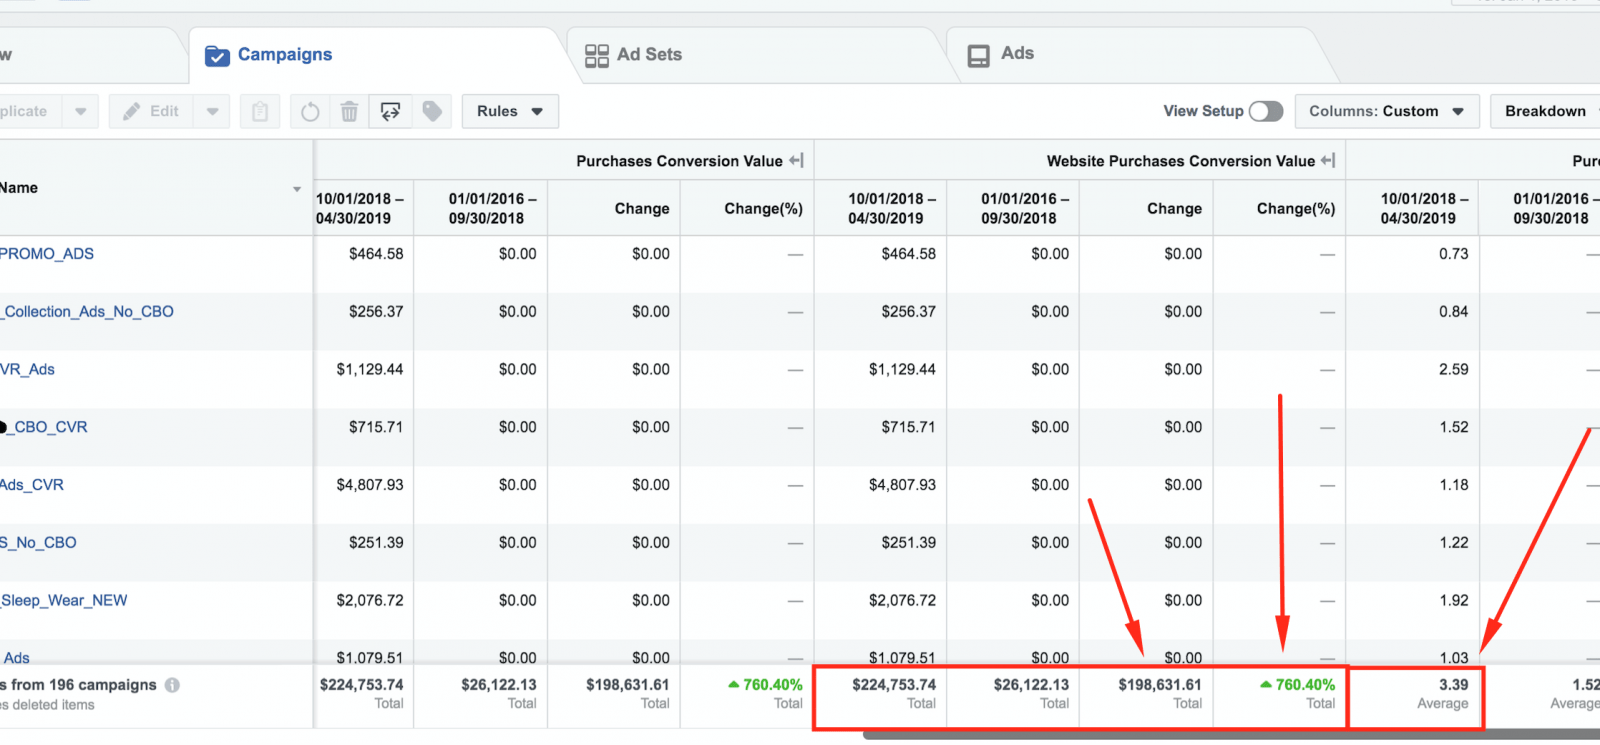 w Campaigns Ad Sets Ads
plicate Edit Rules View Setup Columns: Custom Breakdown
Purchases Conversion Value Website Purchases Conversion Value Purc
Name
10/01/2018 – 01/01/2016 – Change Change(%) 10/01/2018 – 01/01/2016 – Change Change(%) 10/01/2018 – 01/01/2016 –
04/30/2019 09/30/2018 04/30/2019 09/30/2018 04/30/2019 09/30/2018
PROMO_ADS $464.58 $0.00 $0.00 — $464.58 $0.00 $0.00 — 0.73 —
_Collection_Ads_No_CBO $256.37 $0.00 $0.00 — $256.37 $0.00 $0.00 — 0.84 —
VR_Ads $1,129.44 $0.00 $0.00 — $1,129.44 $0.00 $0.00 — 2.59 —
_CBO_CVR $715.71 $0.00 $0.00 — $715.71 $0.00 $0.00 — 1.52 —
Ads_CVR $4,807.93 $0.00 $0.00 — $4,807.93 $0.00 $0.00 — 1.18 —
S_No_CBO $251.39 $0.00 $0.00 — $251.39 $0.00 $0.00 — 1.22 —
_Sleep_Wear_NEW $2,076.72 $0.00 $0.00 — $2,076.72 $0.00 $0.00 — 1.92 —
_Ads $1,079.51 $0.00 $0.00 — $1,079.51 $0.00 $0.00 — 1.03 —
s from 196 campaigns $224,753.74 $26,122.13 $198,631.61 760.40% $224,753.74 $26,122.13 $198,631.61 760.40% 3.39 1.52
es deleted items Total Total Total Total Total Total Total Total Average Average